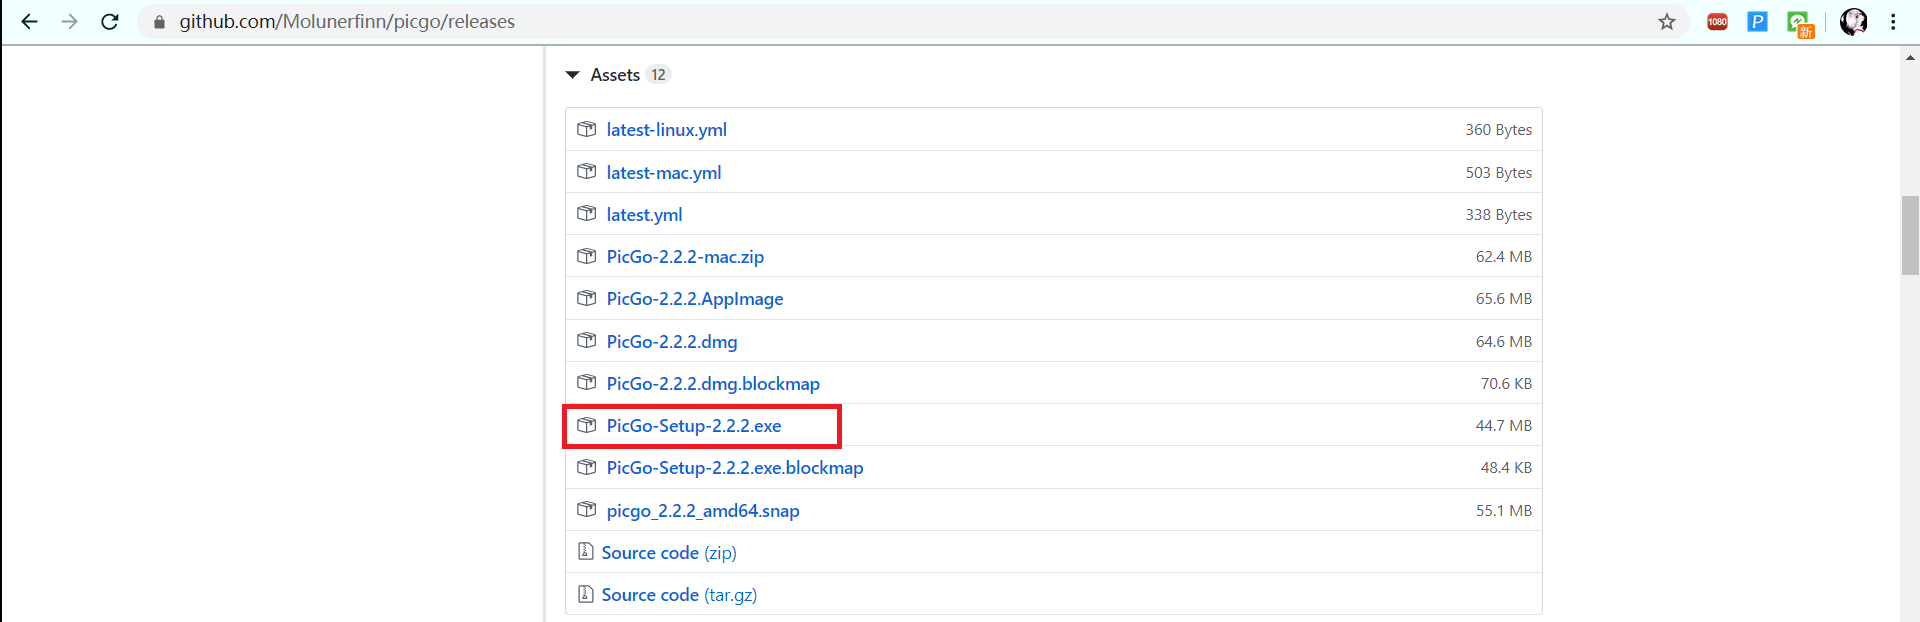 github.com/Molunerfinn/picgo/releases
1080
P
新
Assets 12
latest-linux.yml 360 Bytes
latest-mac.yml 503 Bytes
latest.yml 338 Bytes
PicGo-2.2.2-mac.zip 62.4 MB
PicGo-2.2.2.AppImage 65.6 MB
PicGo-2.2.2.dmg 64.6 MB
PicGo-2.2.2.dmg.blockmap 70.6 KB
PicGo-Setup-2.2.2.exe 44.7 MB
PicGo-Setup-2.2.2.exe.blockmap 48.4 KB
picgo_2.2.2_amd64.snap 55.1 MB
Source code (zip)
Source code (tar.gz)